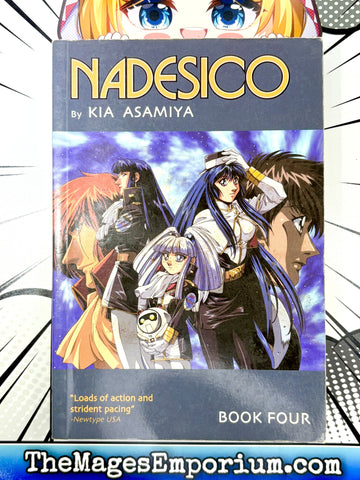 NADESICO
By KIA ASAMIYA
"Loads of action and
strident pacing"
-Newtype USA
BOOK FOUR
TheMagesEmporium.com